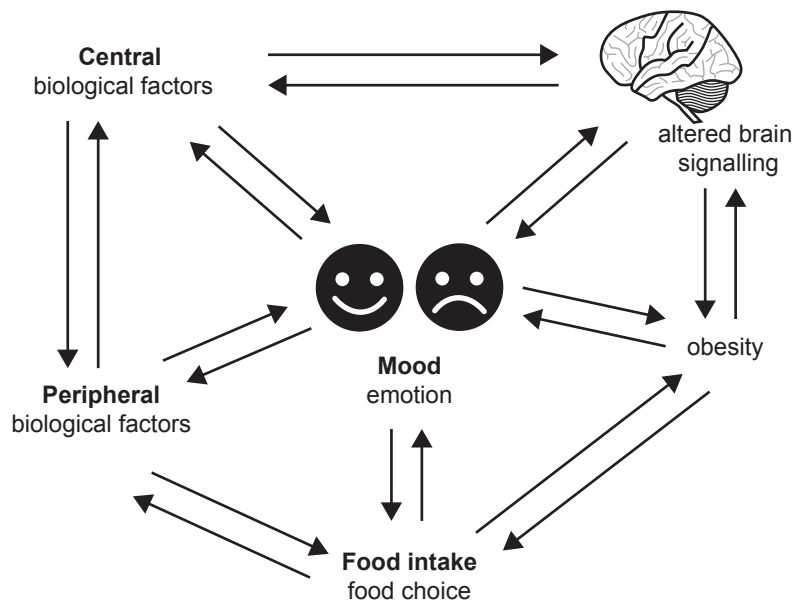 Central
biological factors
altered brain
signalling
obesity
Mood
emotion
Peripheral
biological factors
Food intake
food choice